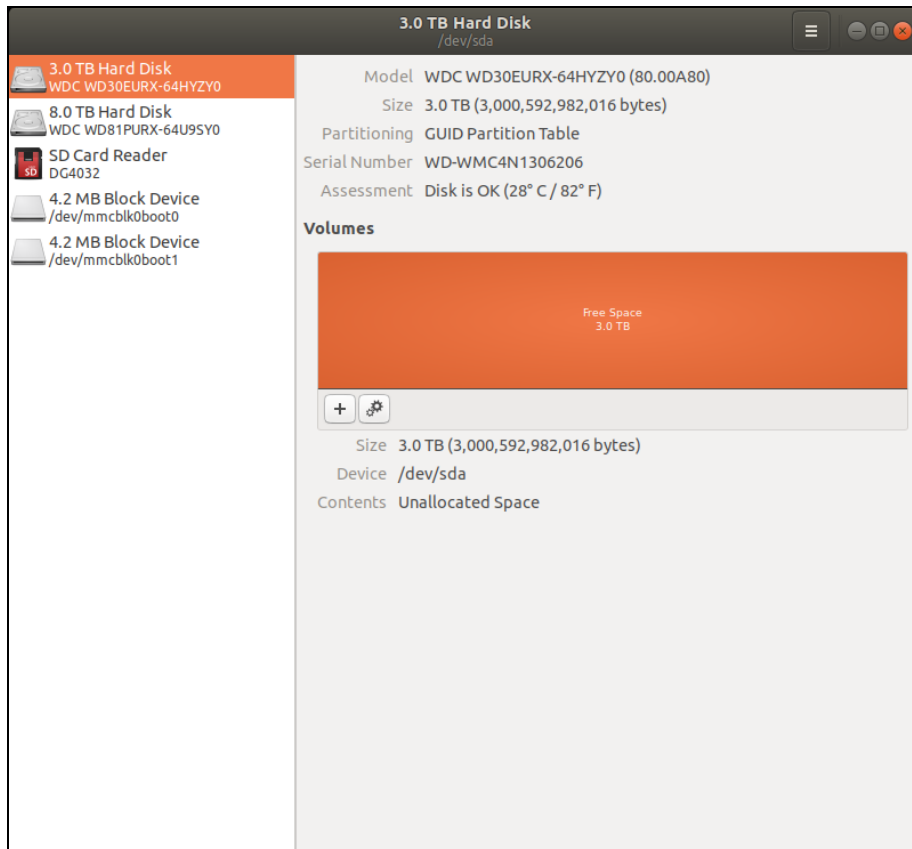 3.0 TB Hard Disk
/dev/sda
3.0 TB Hard Disk
WDC WD30EURX-64HYZY0
8.0 TB Hard Disk
WDC WD81PURX-64U9SY0
SD Card Reader
DG4032
4.2 MB Block Device
/dev/mmcblk0boot0
4.2 MB Block Device
/dev/mmcblk0boot1
Model WDC WD30EURX-64HYZY0 (80.00A80)
Size 3.0 TB (3,000,592,982,016 bytes)
Partitioning GUID Partition Table
Serial Number WD-WMC4N1306206
Assessment Disk is OK (28° C / 82° F)
Volumes
Free Space
3.0 TB
Size 3.0 TB (3,000,592,982,016 bytes)
Device /dev/sda
Contents Unallocated Space